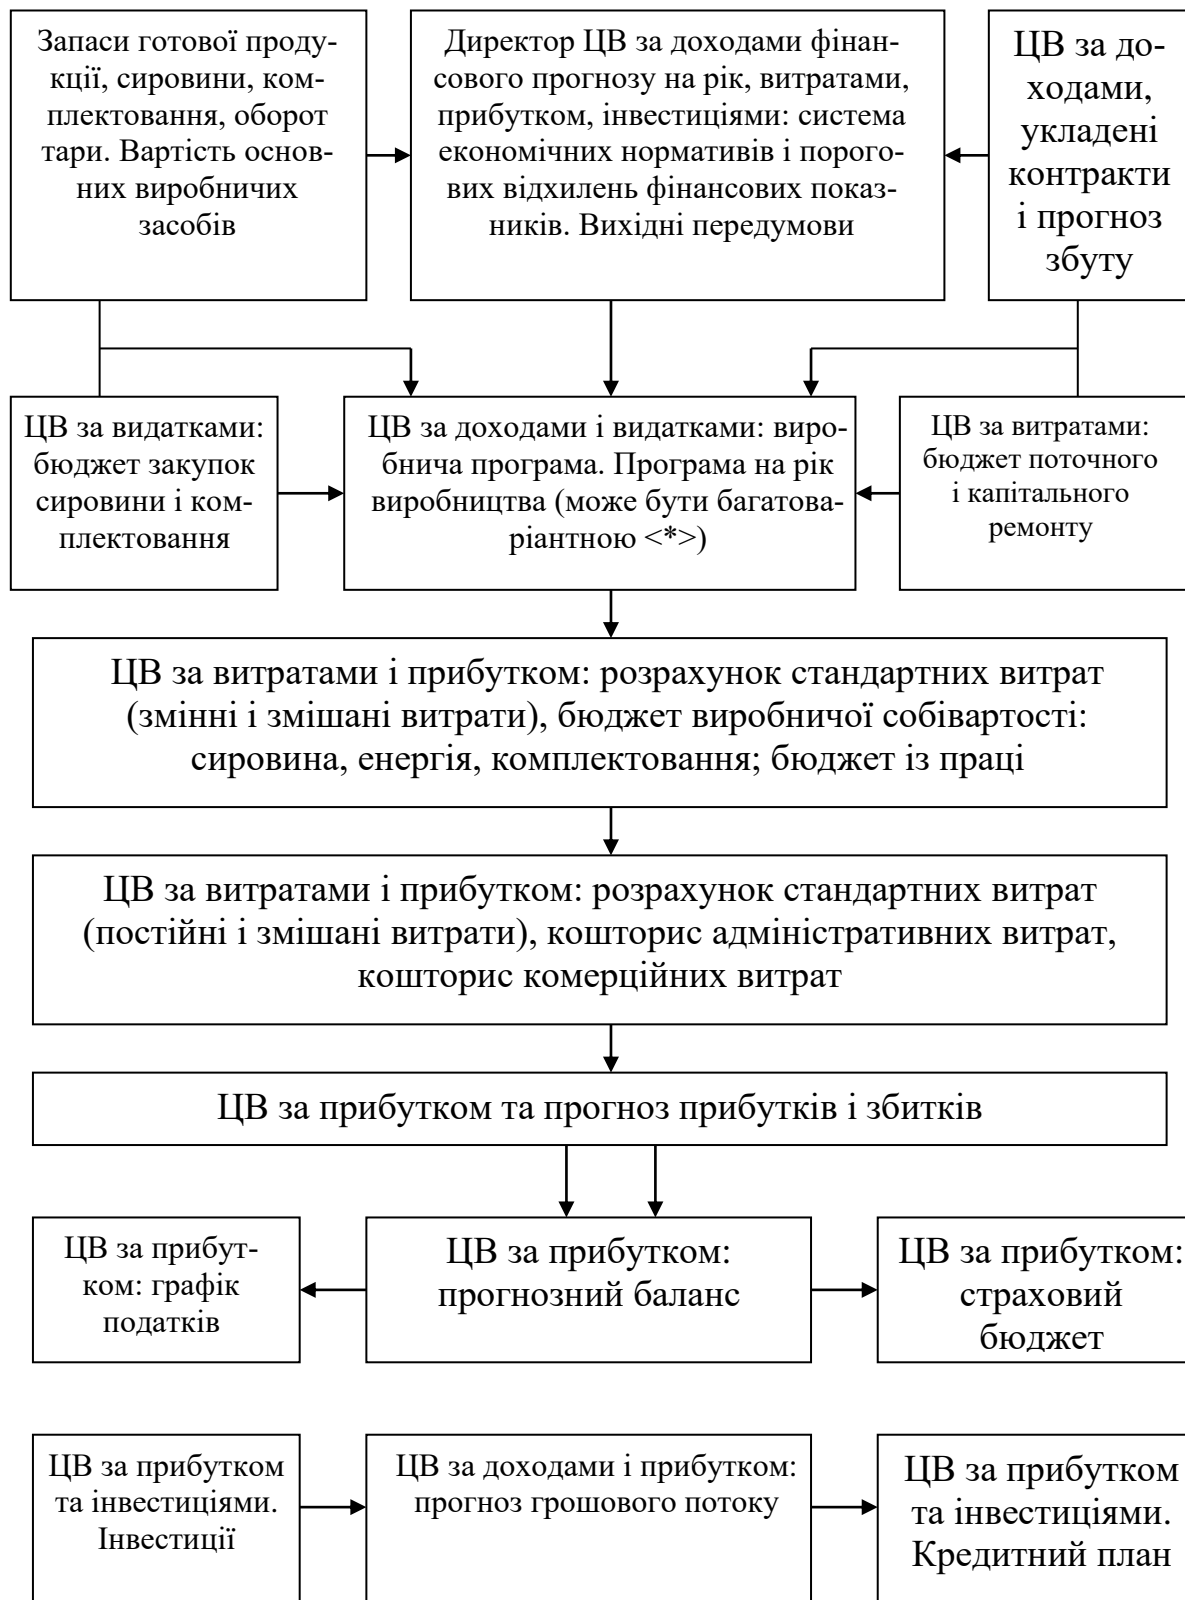 Запаси готової проду-
кції, сировини, ком-
плектовання, оборот
тари. Вартість основ-
них виробничих
засобів
Директор ЦВ за доходами фінан-
сового прогнозу на рік, витратами,
прибутком, інвестиціями: система
економічних нормативів і порого-
вих відхилень фінансових показ-
ників. Вихідні передумови
ЦВ за до-
ходами,
укладені
контракти
і прогноз
збуту
ЦВ за видатками:
бюджет закупок
сировини і ком-
плектовання
ЦВ за доходами і видатками: виро-
бнича програма. Програма на рік
виробництва (може бути багатова-
ріантною <*>)
ЦВ за витратами:
бюджет поточного
і капітального
ремонту
ЦВ за витратами і прибутком: розрахунок стандартних витрат
(змінні і змішані витрати), бюджет виробничої собівартості:
сировина, енергія, комплектовання; бюджет із праці
ЦВ за витратами і прибутком: розрахунок стандартних витрат
(постійні і змішані витрати), кошторис адміністративних витрат,
кошторис комерційних витрат
ЦВ за прибутком та прогноз прибутків і збитків
ЦВ за прибут-
ком: графік
податків
ЦВ за прибутком:
прогнозний баланс
ЦВ за прибутком:
страховий
бюджет
ЦВ за прибутком
та інвестиціями.
Інвестиції
ЦВ за доходами і прибутком:
прогноз грошового потоку
ЦВ за прибутком
та інвестиціями.
Кредитний план